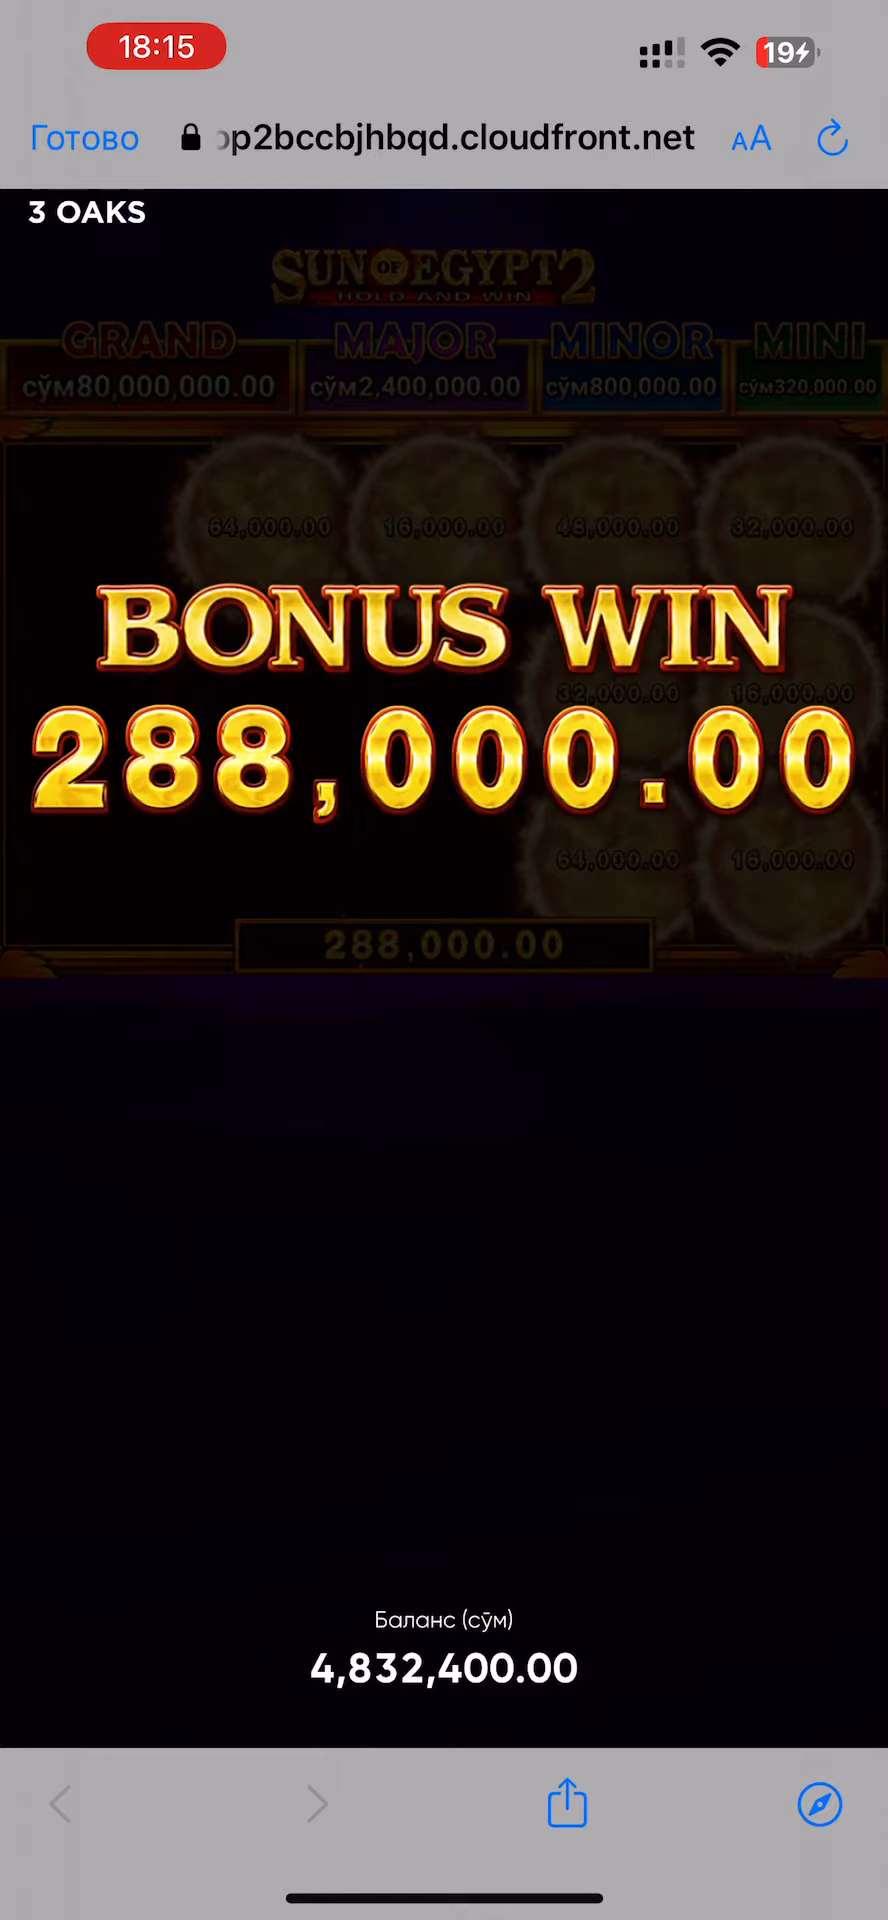 18:15
19
Готово
p2bccbjhbqd.cloudfront.net
AA
3 OAKS
SUN OF EGYPT 2
HOLD AND WIN
GRAND MAJOR MINOR MINI
сўм80,000,000.00 сўм2,400,000.00 сўм800,000.00 сўм320,000.00
64,000.00 16,000.00 48,000.00 32,000.00
BONUS WIN
32,000.00 16,000.00
288,000.00
64,000.00 16,000.00
288,000.00
Баланс (сӯм)
4,832,400.00